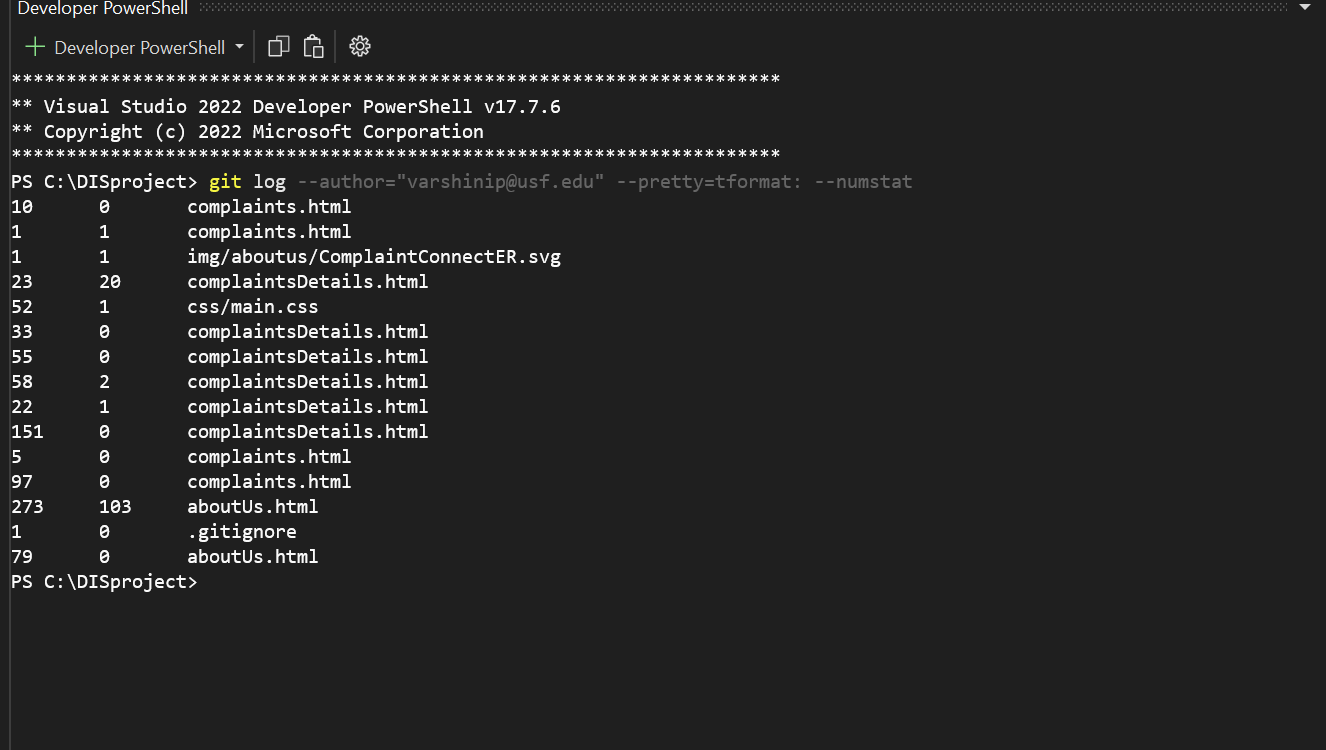 Developer PowerShell
Developer PowerShell
**********************************************************************
** Visual Studio 2022 Developer PowerShell v17.7.6
** Copyright (c) 2022 Microsoft Corporation
**********************************************************************
PS C:\DISproject> git log --author="varshinip@usf.edu" --pretty=tformat: --numstat
10      0       complaints.html
1       1       complaints.html
1       1       img/aboutus/ComplaintConnectER.svg
23      20      complaintsDetails.html
52      1       css/main.css
33      0       complaintsDetails.html
55      0       complaintsDetails.html
58      2       complaintsDetails.html
22      1       complaintsDetails.html
151     0       complaintsDetails.html
5       0       complaints.html
97      0       complaints.html
273     103     aboutUs.html
1       0       .gitignore
79      0       aboutUs.html
PS C:\DISproject>